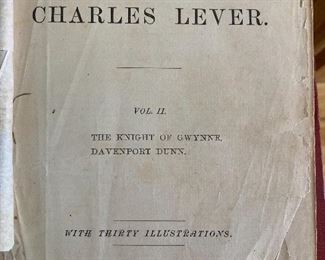 CHARLES LEVER.
VOL. II.
THE KNIGHT OF GWYNNE.
DAVENPORT DUNN.
WITH THIRTY ILLUSTRATIONS.